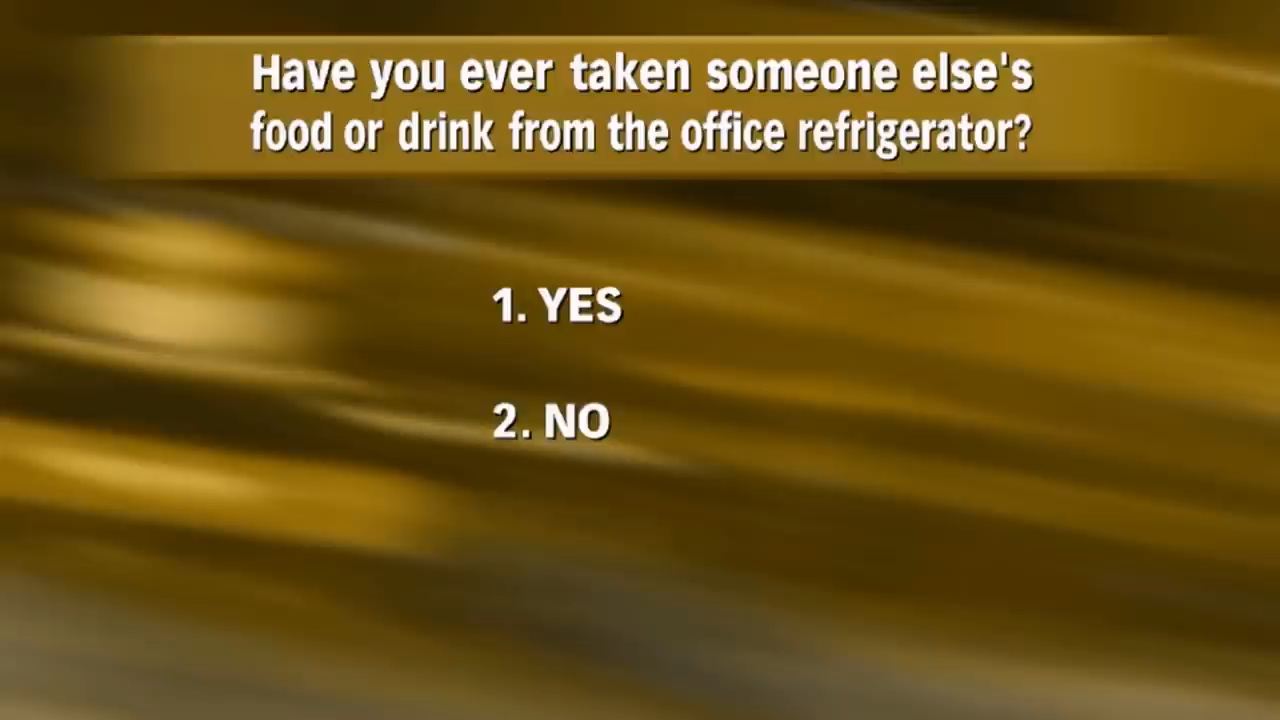 Have you ever taken someone else's
food or drink from the office refrigerator?
1. YES
2. NO